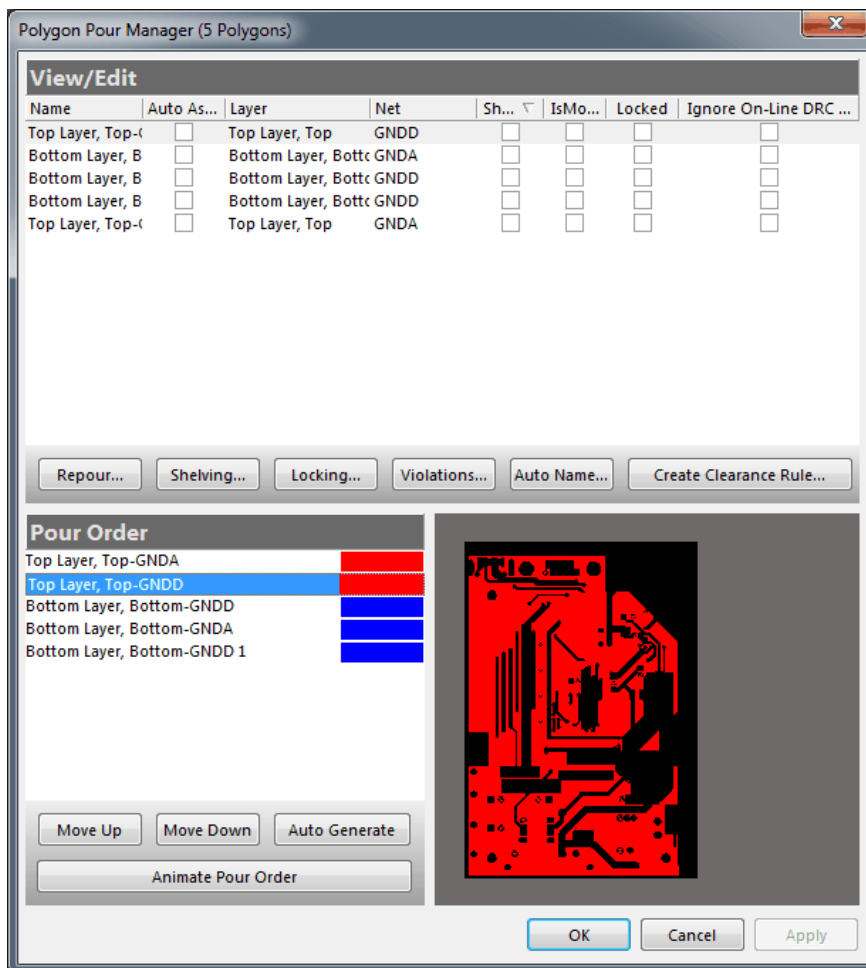 Polygon Pour Manager (5 Polygons)
View/Edit
Name Auto As... Layer Net Sh... IsMo... Locked Ignore On-Line DRC ...
Top Layer, Top-( Top Layer, Top GNDD
Bottom Layer, B Bottom Layer, Bottc GNDA
Bottom Layer, B Bottom Layer, Bottc GNDD
Bottom Layer, B Bottom Layer, Bottc GNDD
Top Layer, Top-( Top Layer, Top GNDA
Repour... Shelving... Locking... Violations... Auto Name... Create Clearance Rule...
Pour Order
Top Layer, Top-GNDA
Top Layer, Top-GNDD
Bottom Layer, Bottom-GNDD
Bottom Layer, Bottom-GNDA
Bottom Layer, Bottom-GNDD 1
Move Up Move Down Auto Generate
Animate Pour Order
OK Cancel Apply